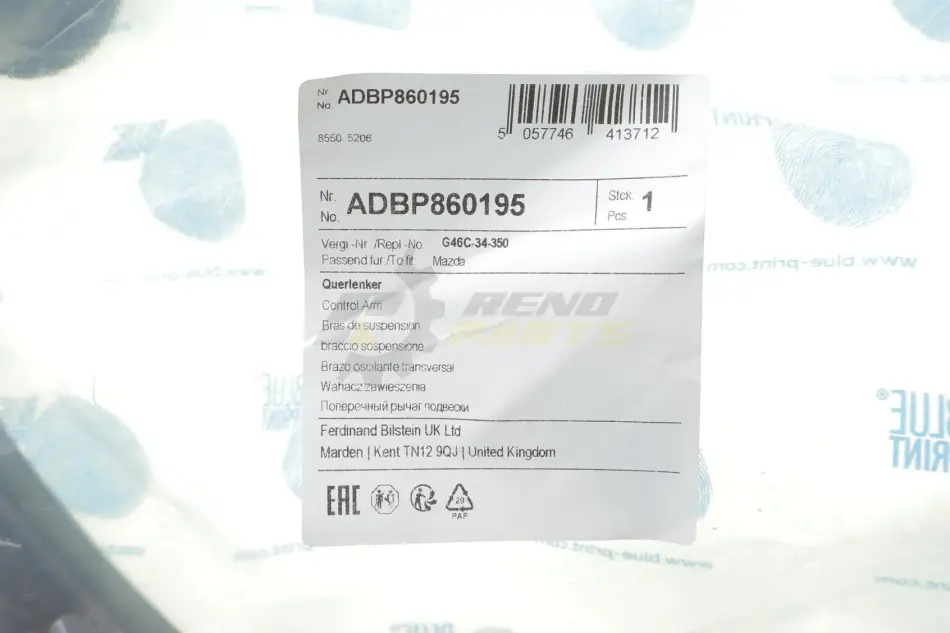 Nr.
No. ADBP860195
8550 5206
5 057746 413712
Nr.
No. ADBP860195
Stck.
Pcs. 1
Vergl.-Nr./Repl.-No G46C-34-350
Passend für/To fit Mazda
Querlenker
Control Arm
Bras de suspension
braccio sospensione
Brazo oscilante transversal
Wahacz zawieszenia
Поперечный рычаг подвески
Ferdinand Bilstein UK Ltd
Marden | Kent TN12 9QJ | United Kingdom
EAC
20
PAP
RENO
PARTS
BLUE
PRINT
www.blue-print.com